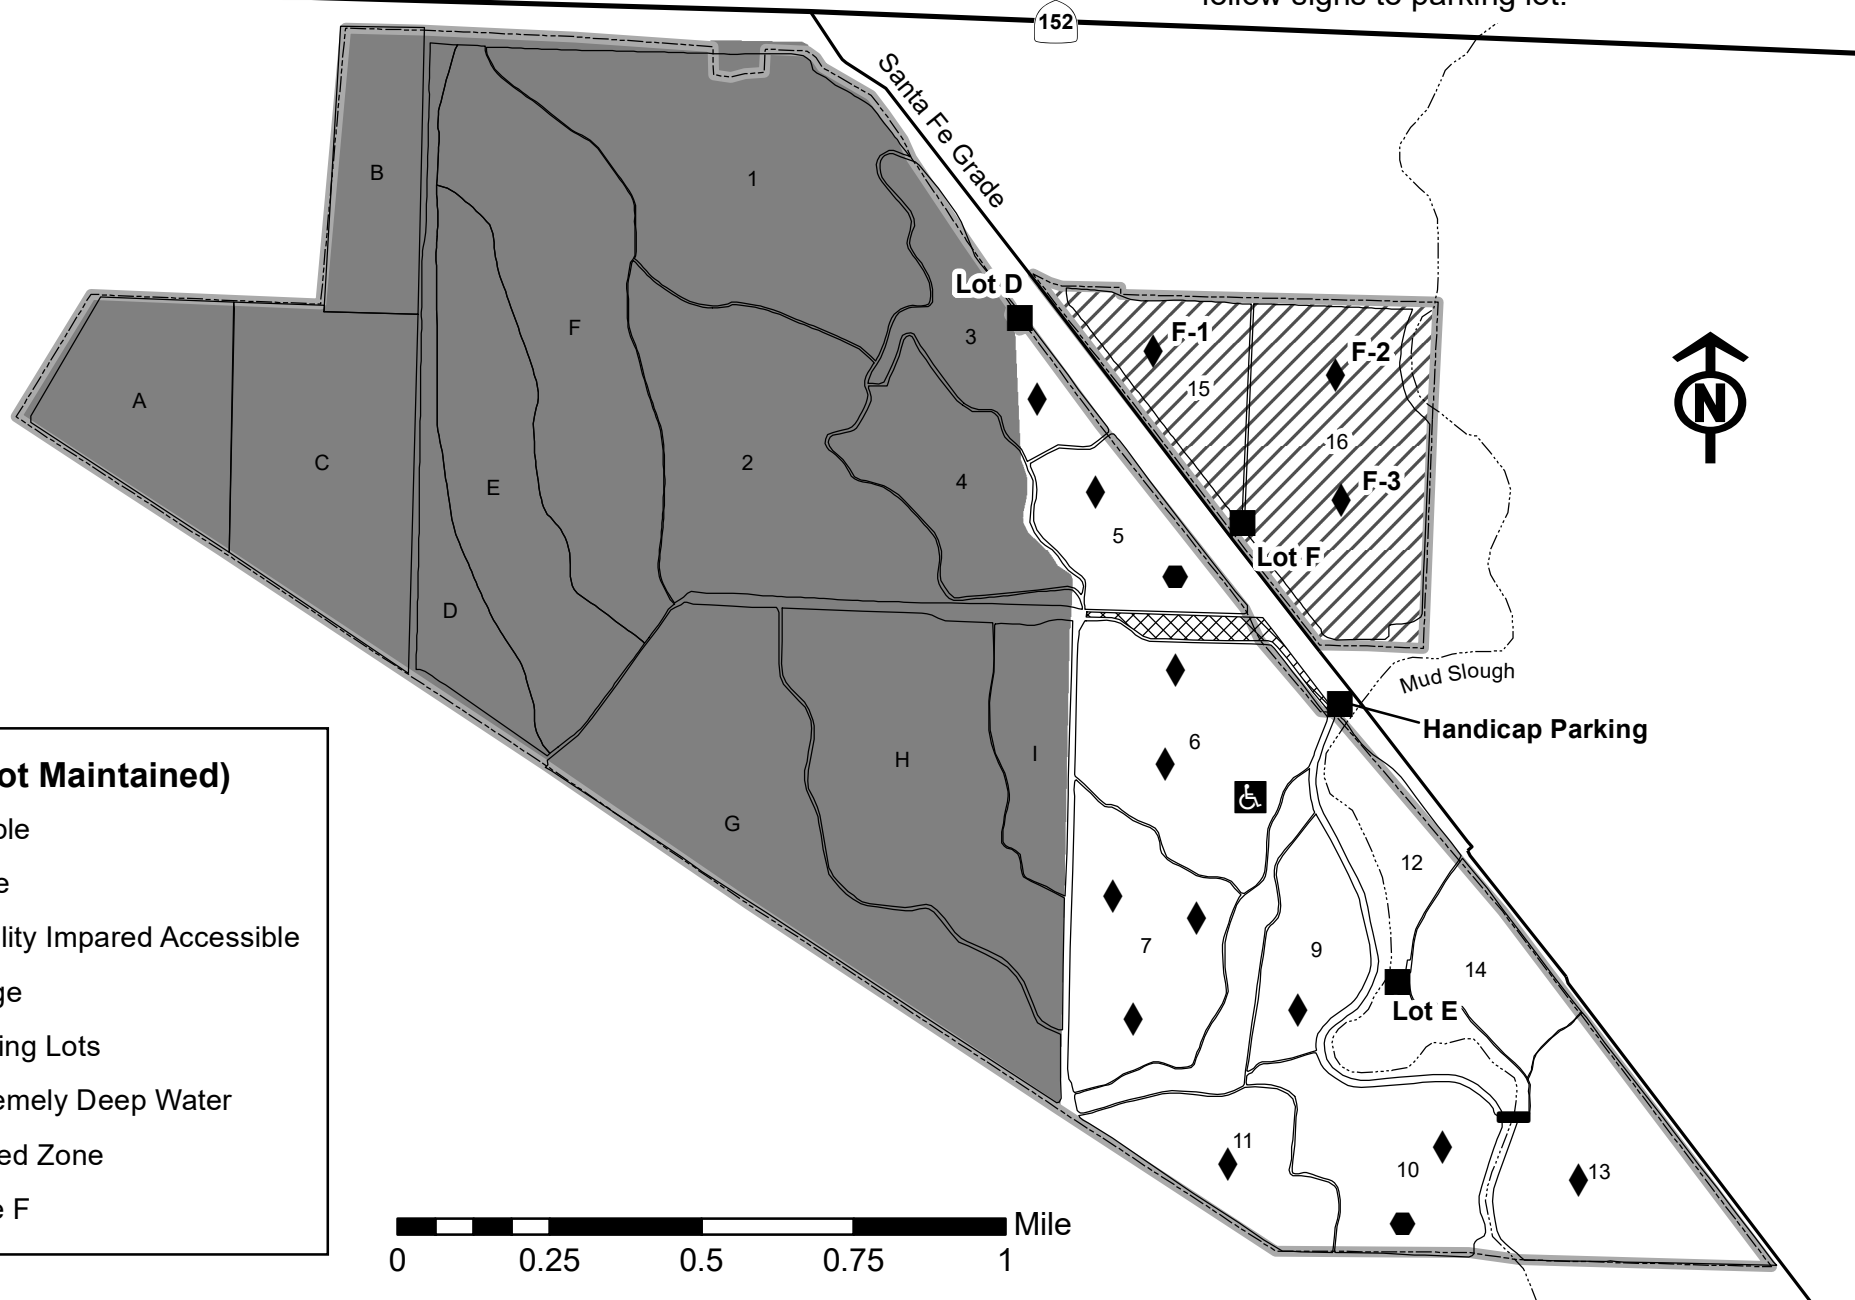 follow signs to parking lot.
152
Santa Fe Grade
B
1
Lot D
F-1
F-2
F
3
15
A
16
C
2
4
F-3
E
5
Lot F
D
Mud Slough
Handicap Parking
6
H
I
G
12
7
9
14
Lot E
11
10
13
N
ot Maintained)
ble
e
lity Impared Accessible
ge
ing Lots
emely Deep Water
ed Zone
e F
Mile
0 0.25 0.5 0.75 1